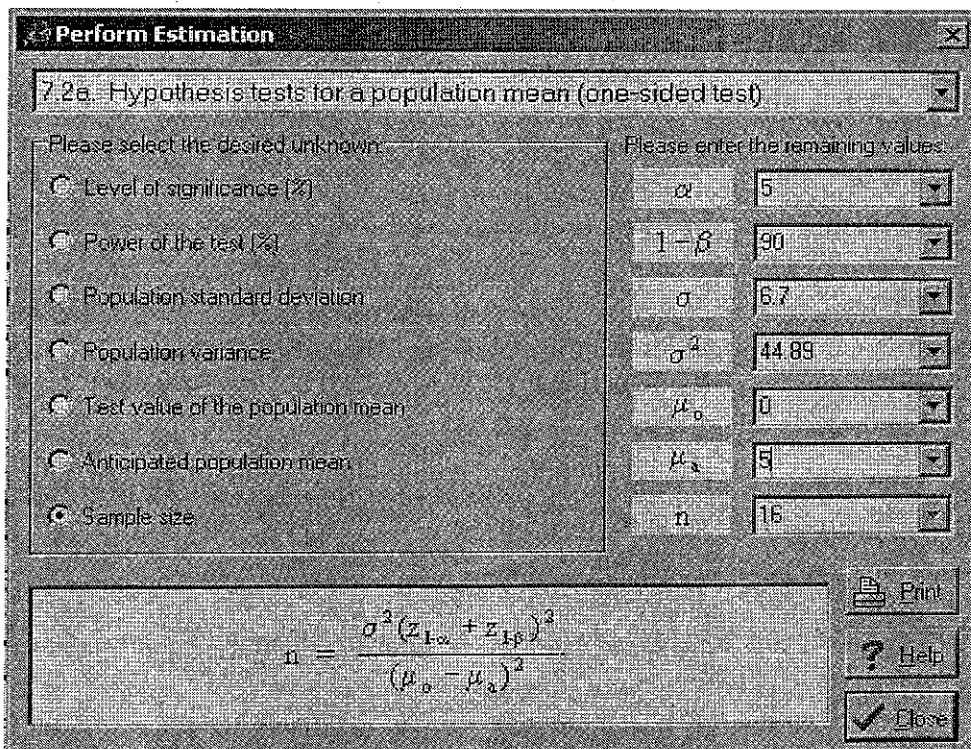 Perform Estimation
7.2a. Hypothesis tests for a population mean (one-sided test)
Please select the desired unknown:
Please enter the remaining values:
Level of significance (%)
α 5
Power of the test (%)
1 - β 90
Population standard deviation
σ 6.7
Population variance
σ² 44.89
Test value of the population mean
μ₀ 0
Anticipated population mean
μₐ 5
Sample size
n 16
n = σ²(z₁₋α + z₁₋β)² / (μ₀ - μₐ)²
Print
Help
Close